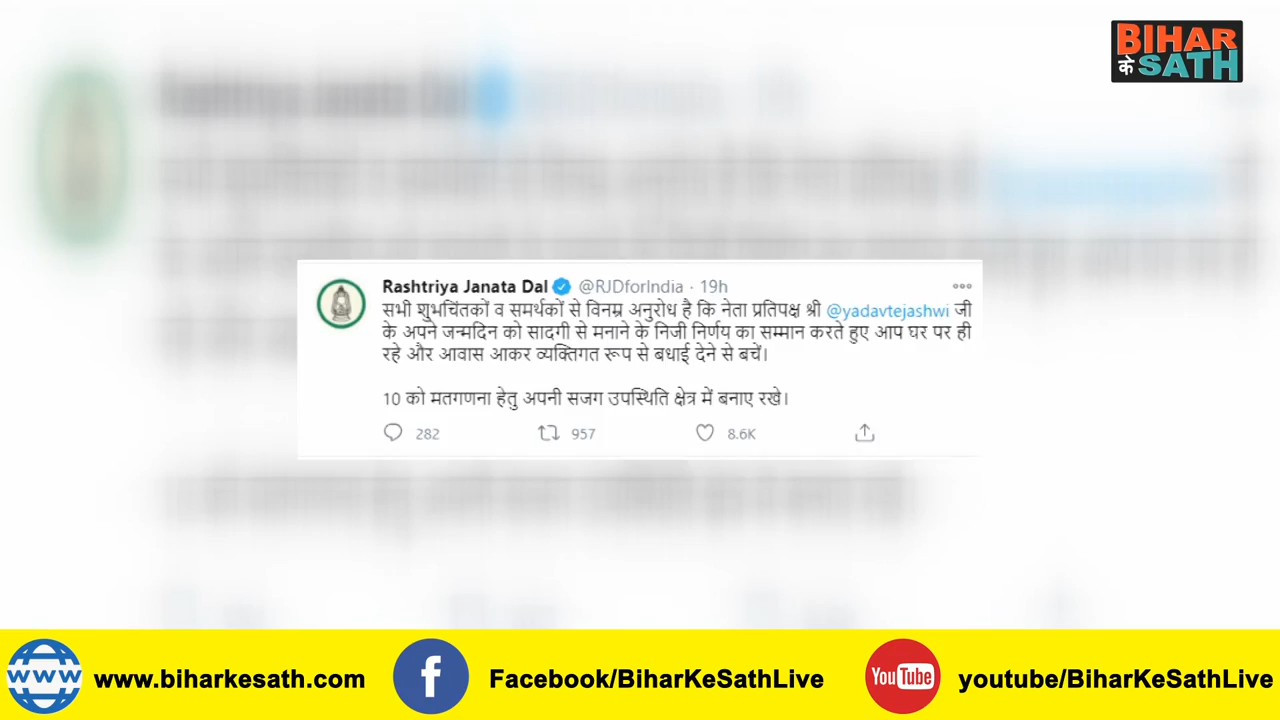 BIHAR
के SATH
Rashtriya Janata Dal @RJDforIndia · 19h
सभी शुभचिंतकों व समर्थकों से विनम्र अनुरोध है कि नेता प्रतिपक्ष श्री @yadavtejashwi जी
के अपने जन्मदिन को सादगी से मनाने के निजी निर्णय का सम्मान करते हुए आप घर पर ही
रहे और आवास आकर व्यक्तिगत रूप से बधाई देने से बचें।
10 को मतगणना हेतु अपनी सजग उपस्थिति क्षेत्र में बनाए रखे।
282 957 8.6K
www www.biharkesath.com f Facebook/BiharKeSathLive YouTube youtube/BiharKeSathLive